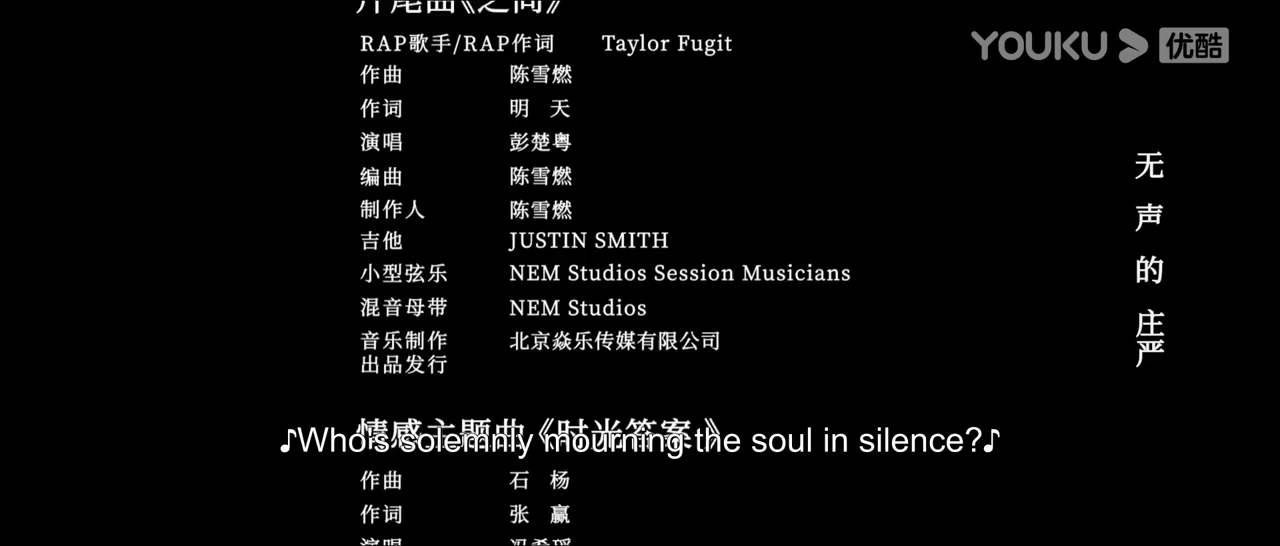 片尾曲《之间》
YOUKU 优酷
RAP歌手/RAP作词 Taylor Fugit
作曲 陈雪燃
作词 明 天
演唱 彭楚粤
编曲 陈雪燃
制作人 陈雪燃
吉他 JUSTIN SMITH
小型弦乐 NEM Studios Session Musicians
混音母带 NEM Studios
音乐制作 北京焱乐传媒有限公司
出品发行
无声的庄严
情感主题曲《时光答案》
♪Who's solemnly mourning the soul in silence?♪
作曲 石 杨
作词 张 赢
演唱 冯希瑶